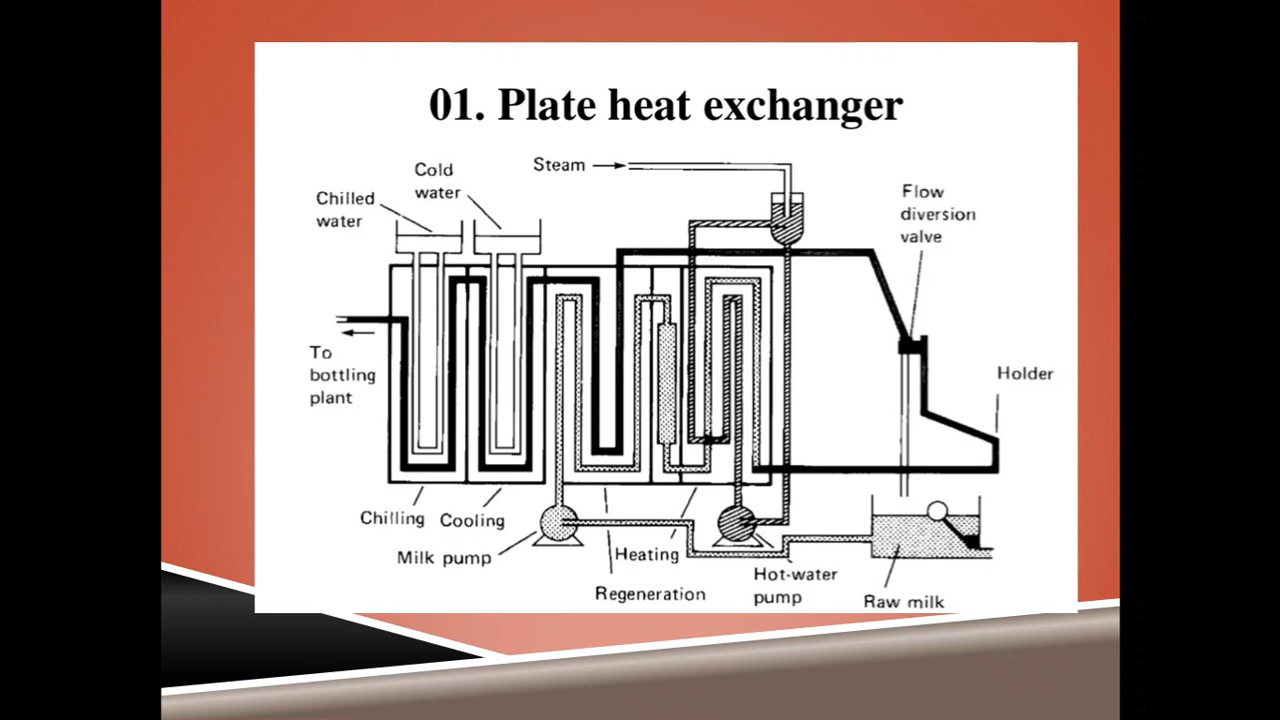 01. Plate heat exchanger
Steam
Cold
water
Chilled
water
Flow
diversion
valve
To
bottling
plant
Holder
Chilling
Cooling
Milk pump
Heating
Regeneration
Hot-water
pump
Raw milk